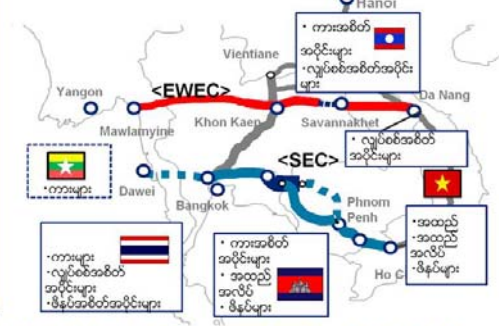 Hanoi
• ကားအစိတ်
အပိုင်းများ
• လျှပ်စစ်အစိတ်အပိုင်း
များ
Vientiane
<EWEC>
Yangon
Da Nang
Mawlamyine
Khon Kaen
Savannakhet
• လျှပ်စစ်အစိတ်
အပိုင်းများ
<SEC>
• ကားများ
Dawei
Bangkok
Phnom
Penh
• ကားများ
• လျှပ်စစ်အစိတ်
အပိုင်းများ
• ဖိနပ်အစိတ်အပိုင်းများ
• ကားအစိတ်
အပိုင်းများ
• အထည်
အလိပ်
• ဖိနပ်များ
• အထည်
• အထည်
အလိပ်
• ဖိနပ်များ
Ho C